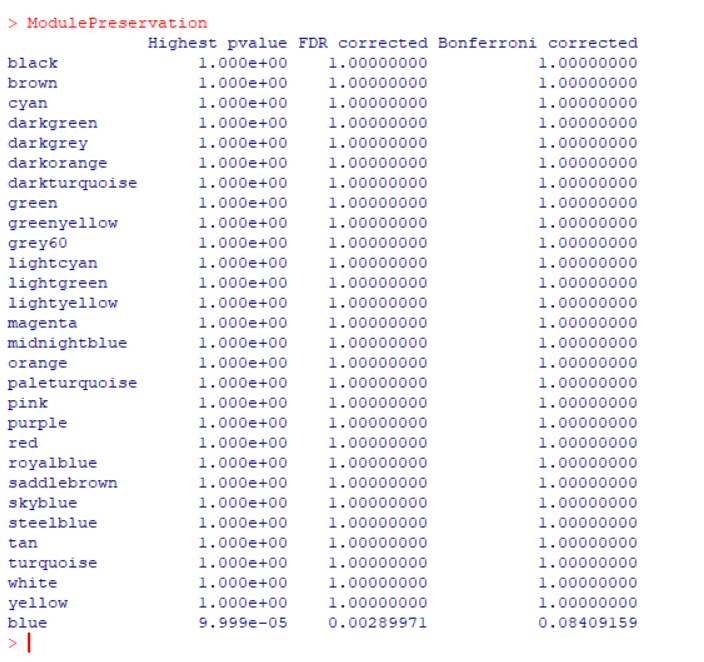 > ModulePreservation
Highest pvalue FDR corrected Bonferroni corrected
black 1.000e+00 1.00000000 1.00000000
brown 1.000e+00 1.00000000 1.00000000
cyan 1.000e+00 1.00000000 1.00000000
darkgreen 1.000e+00 1.00000000 1.00000000
darkgrey 1.000e+00 1.00000000 1.00000000
darkorange 1.000e+00 1.00000000 1.00000000
darkturquoise 1.000e+00 1.00000000 1.00000000
green 1.000e+00 1.00000000 1.00000000
greenyellow 1.000e+00 1.00000000 1.00000000
grey60 1.000e+00 1.00000000 1.00000000
lightcyan 1.000e+00 1.00000000 1.00000000
lightgreen 1.000e+00 1.00000000 1.00000000
lightyellow 1.000e+00 1.00000000 1.00000000
magenta 1.000e+00 1.00000000 1.00000000
midnightblue 1.000e+00 1.00000000 1.00000000
orange 1.000e+00 1.00000000 1.00000000
paleturquoise 1.000e+00 1.00000000 1.00000000
pink 1.000e+00 1.00000000 1.00000000
purple 1.000e+00 1.00000000 1.00000000
red 1.000e+00 1.00000000 1.00000000
royalblue 1.000e+00 1.00000000 1.00000000
saddlebrown 1.000e+00 1.00000000 1.00000000
skyblue 1.000e+00 1.00000000 1.00000000
steelblue 1.000e+00 1.00000000 1.00000000
tan 1.000e+00 1.00000000 1.00000000
turquoise 1.000e+00 1.00000000 1.00000000
white 1.000e+00 1.00000000 1.00000000
yellow 1.000e+00 1.00000000 1.00000000
blue 9.999e-05 0.00289971 0.08409159
>